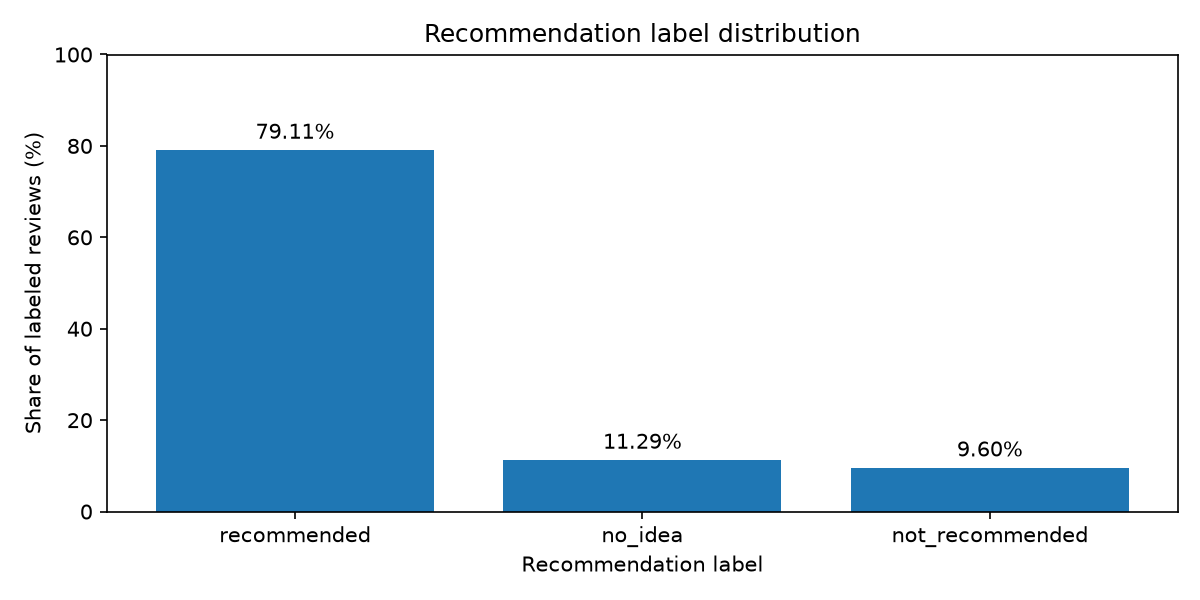 Recommendation label distribution
Share of labeled reviews (%)
100
80
60
40
20
0
79.11%
11.29%
9.60%
recommended
no_idea
not_recommended
Recommendation label